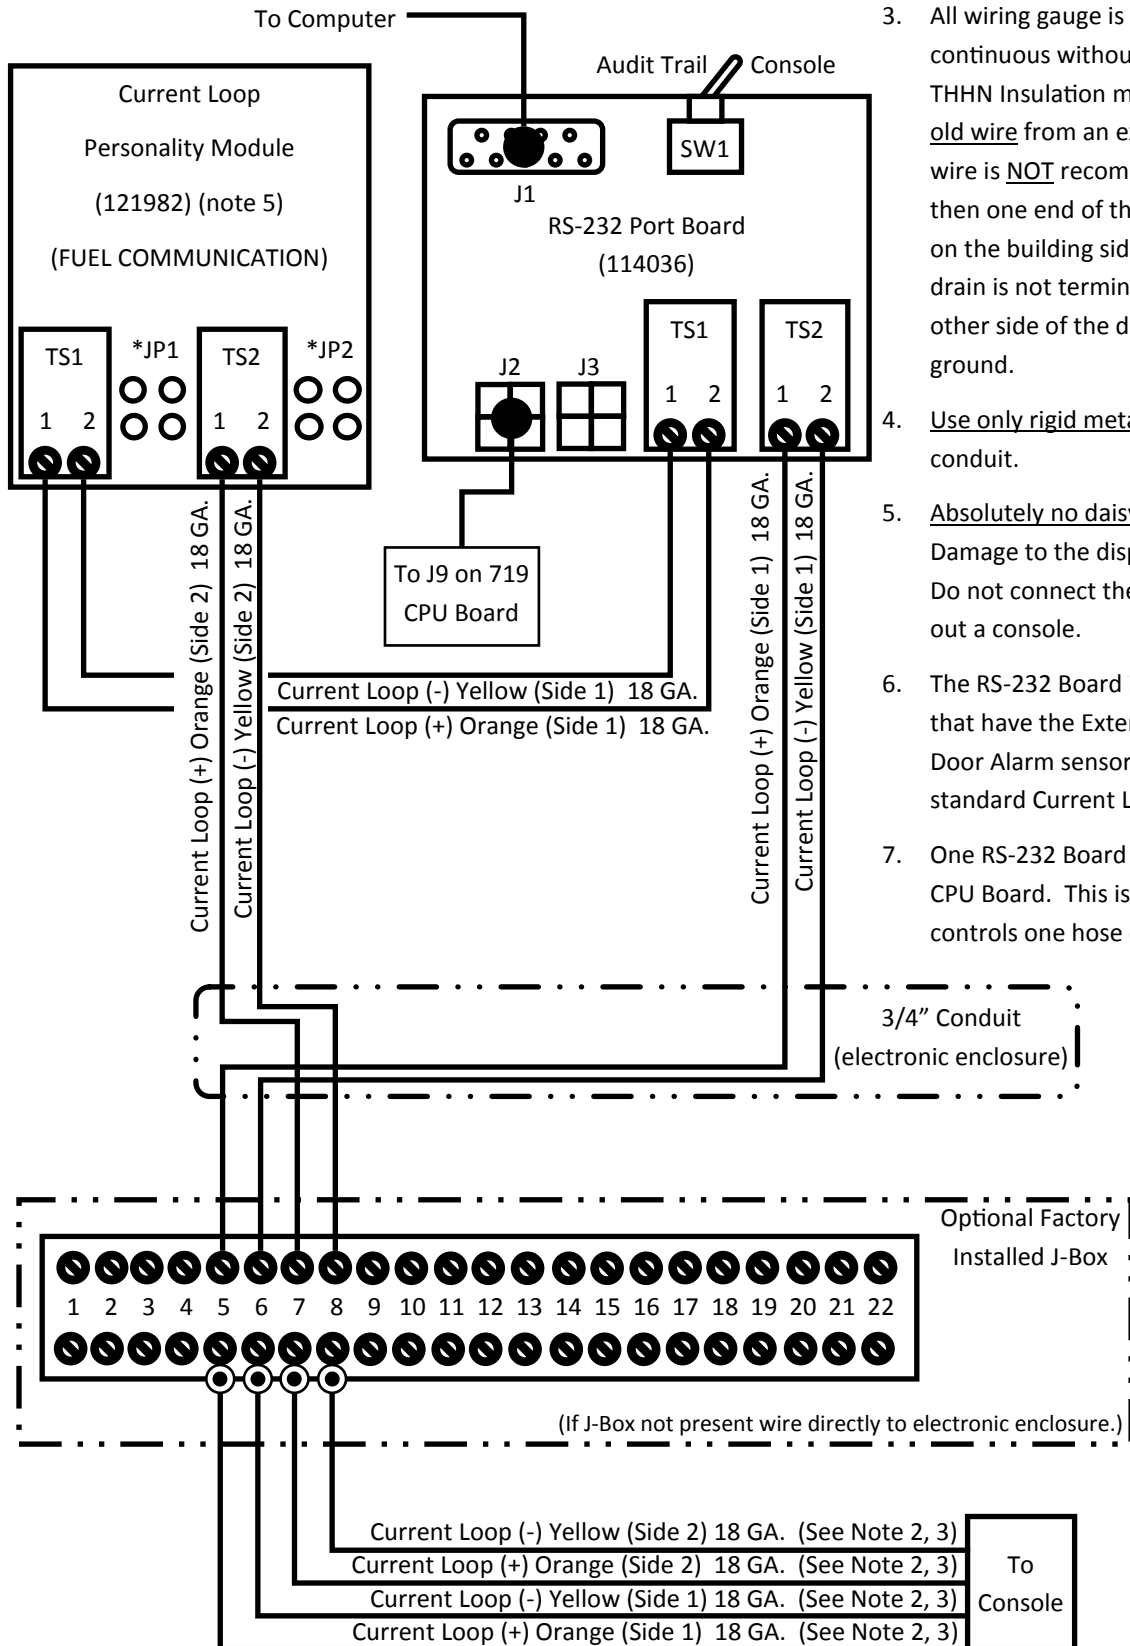 To Computer
Audit Trail
Console
Current Loop
Personality Module
(121982) (note 5)
(FUEL COMMUNICATION)
TS1
*JP1
TS2
*JP2
1 2
1 2
SW1
J1
RS-232 Port Board
(114036)
J2
J3
TS1
TS2
1 2
1 2
To J9 on 719
CPU Board
Current Loop (+) Orange (Side 2) 18 GA.
Current Loop (-) Yellow (Side 2) 18 GA.
Current Loop (-) Yellow (Side 1) 18 GA.
Current Loop (+) Orange (Side 1) 18 GA.
Current Loop (+) Orange (Side 1) 18 GA.
Current Loop (-) Yellow (Side 1) 18 GA.
3. All wiring gauge is
continuous withou
THHN Insulation m
old wire from an e
wire is NOT recom
then one end of th
on the building sid
drain is not termin
other side of the d
ground.
4. Use only rigid meta
conduit.
5. Absolutely no daisy
Damage to the disp
Do not connect the
out a console.
6. The RS-232 Board
that have the Exter
Door Alarm sensor
standard Current L
7. One RS-232 Board
CPU Board. This is
controls one hose
3/4” Conduit
(electronic enclosure)
Optional Factory
Installed J-Box
1 2 3 4 5 6 7 8 9 10 11 12 13 14 15 16 17 18 19 20 21 22
(If J-Box not present wire directly to electronic enclosure.)
Current Loop (-) Yellow (Side 2) 18 GA. (See Note 2, 3)
Current Loop (+) Orange (Side 2) 18 GA. (See Note 2, 3)
Current Loop (-) Yellow (Side 1) 18 GA. (See Note 2, 3)
Current Loop (+) Orange (Side 1) 18 GA. (See Note 2, 3)
To
Console